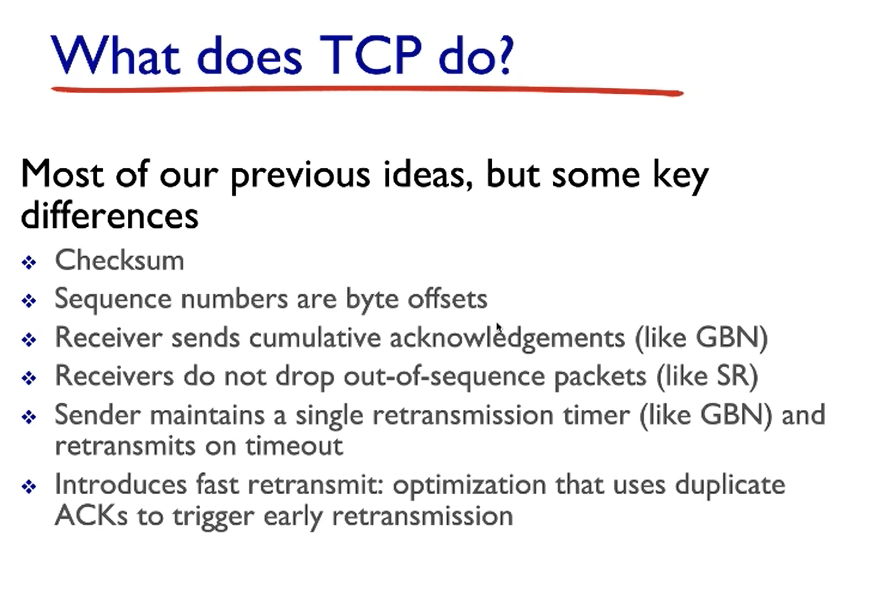 What does TCP do?
Most of our previous ideas, but some key
differences
❖ Checksum
❖ Sequence numbers are byte offsets
❖ Receiver sends cumulative acknowledgements (like GBN)
❖ Receivers do not drop out-of-sequence packets (like SR)
❖ Sender maintains a single retransmission timer (like GBN) and
retransmits on timeout
❖ Introduces fast retransmit: optimization that uses duplicate
ACKs to trigger early retransmission